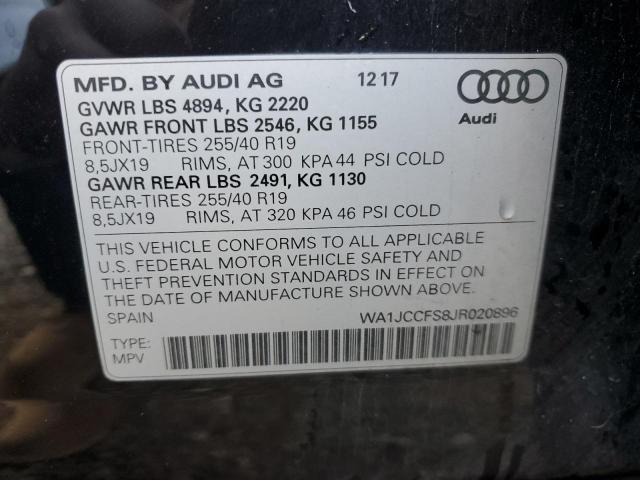 MFD. BY AUDI AG 12 17
GVWR LBS 4894, KG 2220
GAWR FRONT LBS 2546, KG 1155
FRONT-TIRES 255/40 R19
8,5JX19 RIMS, AT 300 KPA 44 PSI COLD
GAWR REAR LBS 2491, KG 1130
REAR-TIRES 255/40 R19
8,5JX19 RIMS, AT 320 KPA 46 PSI COLD
Audi
THIS VEHICLE CONFORMS TO ALL APPLICABLE
U.S. FEDERAL MOTOR VEHICLE SAFETY AND
THEFT PREVENTION STANDARDS IN EFFECT ON
THE DATE OF MANUFACTURE SHOWN ABOVE.
SPAIN WA1JCCFS8JR020896
TYPE:
MPV